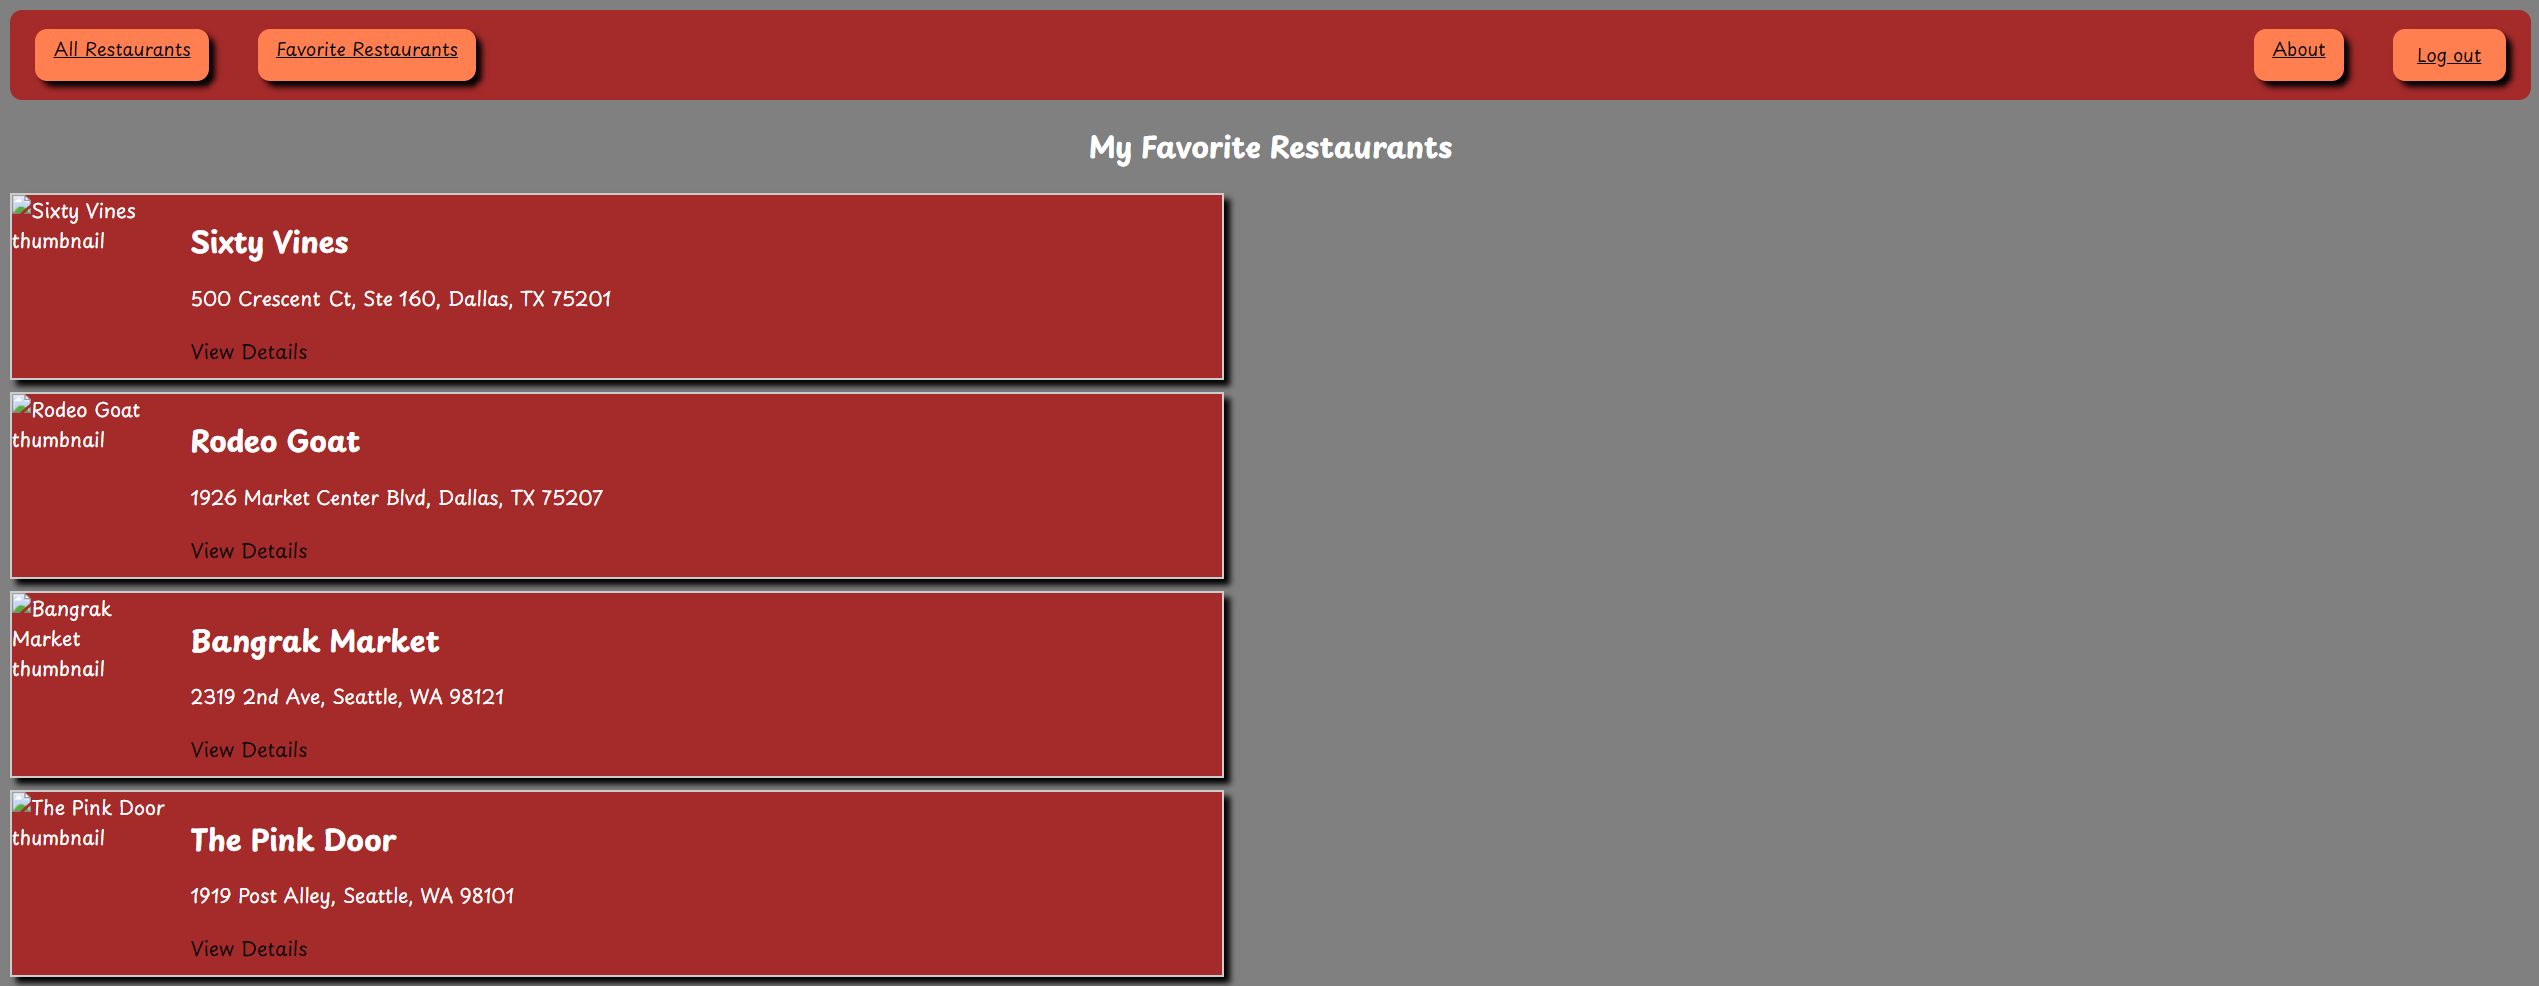 All Restaurants
Favorite Restaurants
About
Log out
My Favorite Restaurants
Sixty Vines
thumbnail
Sixty Vines
500 Crescent Ct, Ste 160, Dallas, TX 75201
View Details
Rodeo Goat
thumbnail
Rodeo Goat
1926 Market Center Blvd, Dallas, TX 75207
View Details
Bangrak
Market
thumbnail
Bangrak Market
2319 2nd Ave, Seattle, WA 98121
View Details
The Pink Door
thumbnail
The Pink Door
1919 Post Alley, Seattle, WA 98101
View Details